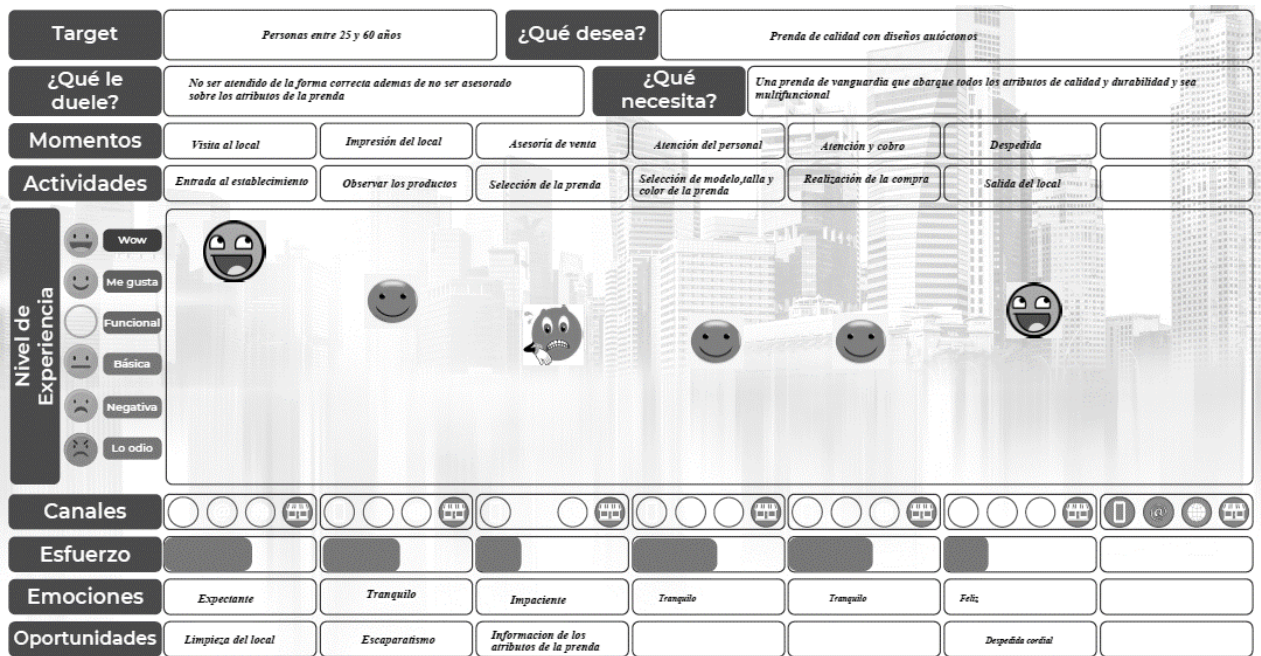 Target
Personas entre 25 y 60 años
¿Qué desea?
Prenda de calidad con diseños autóctonos
¿Qué le
duele?
No ser atendido de la forma correcta ademas de no ser asesorado
sobre los atributos de la prenda
¿Qué
necesita?
Una prenda de vanguardia que abarque todos los atributos de calidad y durabilidad y sea
multifuncional
Momentos
Visita al local
Impresión del local
Asesoría de venta
Atención del personal
Atención y cobro
Despedida
Actividades
Entrada al establecimiento
Observar los productos
Selección de la prenda
Selección de modelo,talla y
color de la prenda
Realización de la compra
Salida del local
Nivel de
Experiencia
Wow
Me gusta
Funcional
Básica
Negativa
Lo odio
Canales
Esfuerzo
Emociones
Expectante
Tranquilo
Impaciente
Tranquilo
Tranquilo
Feliz
Oportunidades
Limpieza del local
Escaparatismo
Informacion de los
atributos de la prenda
Despedida cordial